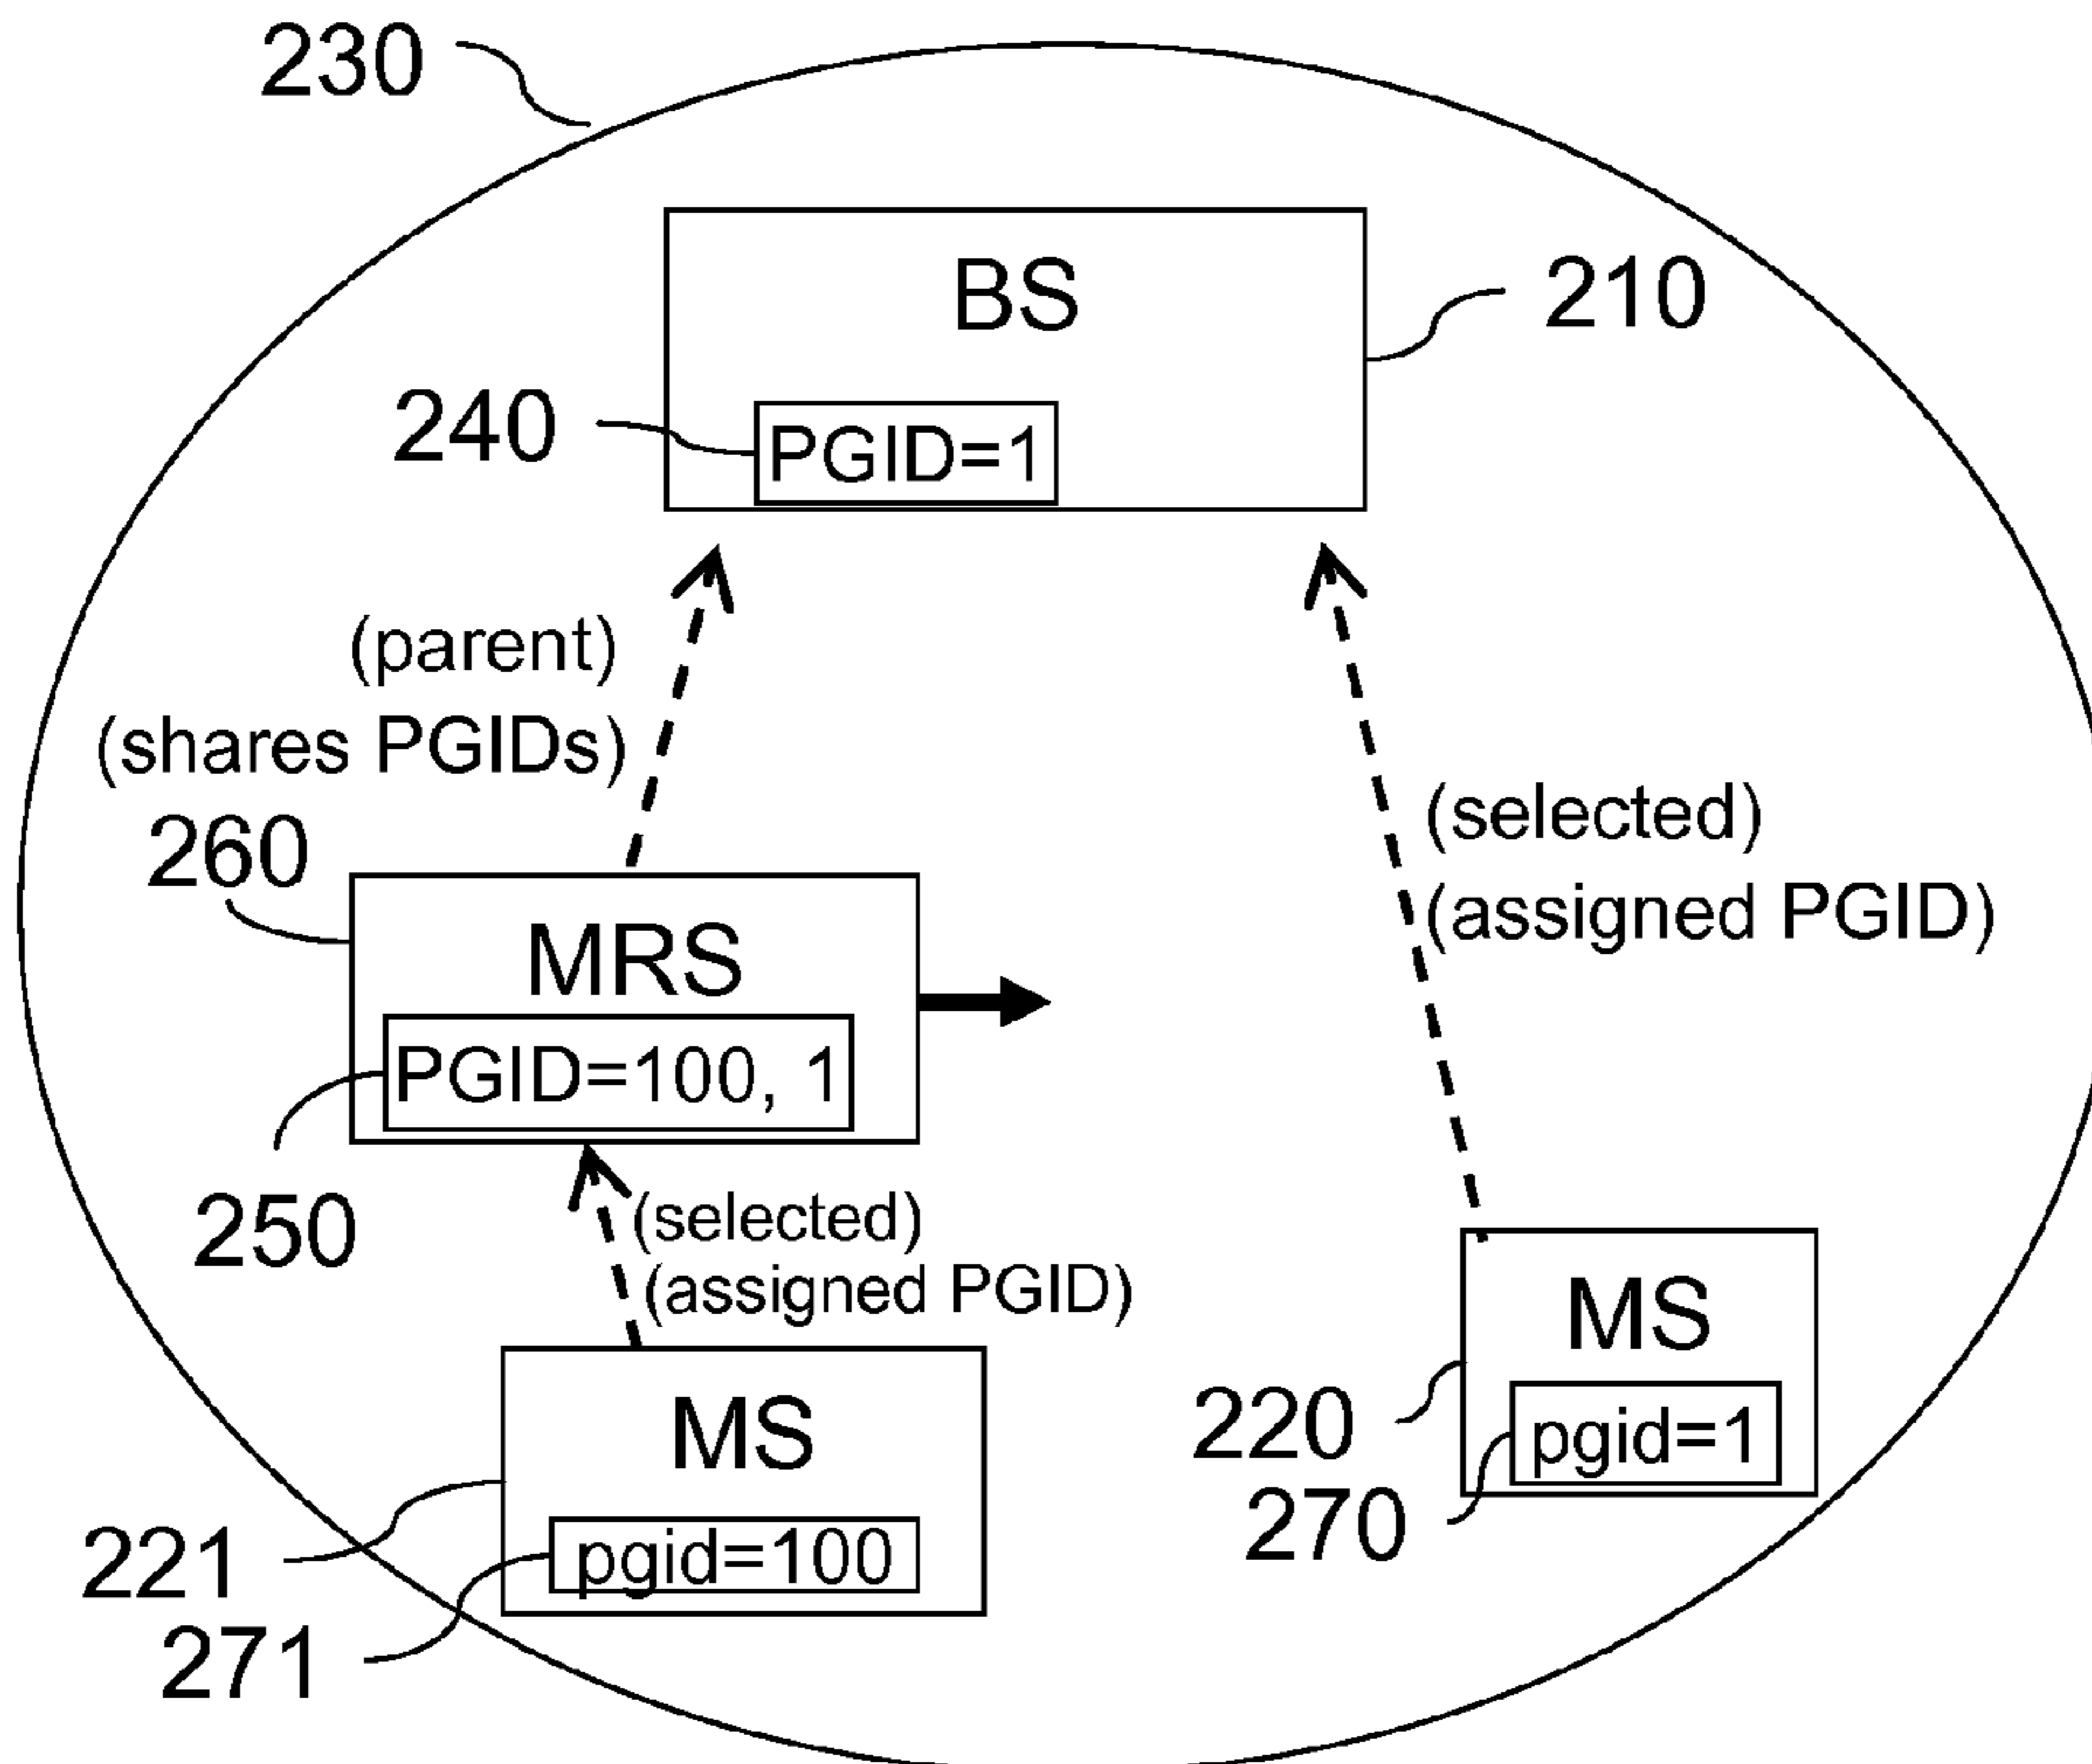 230
BS
210
240
PGID=1
(parent)
(shares PGIDs)
(selected)
260
(assigned PGID)
MRS
PGID=100, 1
250
(selected)
(assigned PGID)
MS
220
pgid=1
270
MS
221
pgid=100
271